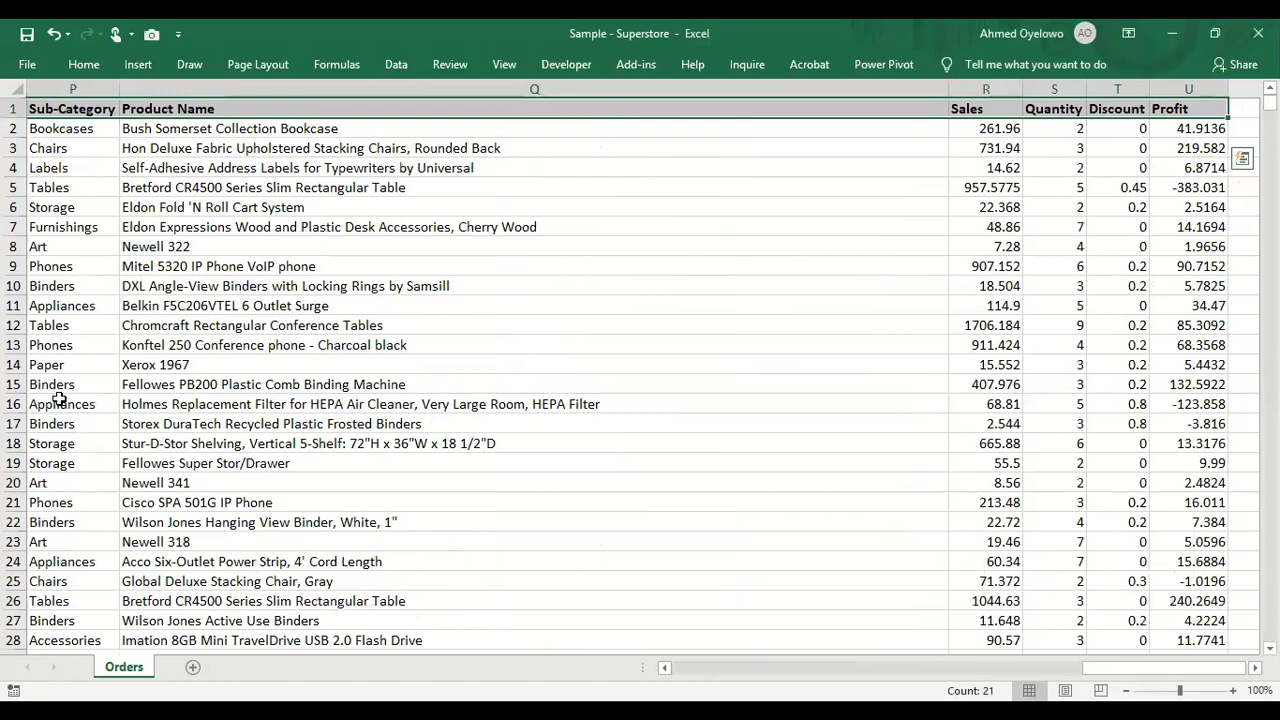 Sample - Superstore - Excel
Ahmed Oyelowo AO
File Home Insert Draw Page Layout Formulas Data Review View Developer Add-ins Help Inquire Acrobat Power Pivot Tell me what you want to do Share
P Q R S T U
1 Sub-Category Product Name Sales Quantity Discount Profit
2 Bookcases Bush Somerset Collection Bookcase 261.96 2 0 41.9136
3 Chairs Hon Deluxe Fabric Upholstered Stacking Chairs, Rounded Back 731.94 3 0 219.582
4 Labels Self-Adhesive Address Labels for Typewriters by Universal 14.62 2 0 6.8714
5 Tables Bretford CR4500 Series Slim Rectangular Table 957.5775 5 0.45 -383.031
6 Storage Eldon Fold 'N Roll Cart System 22.368 2 0.2 2.5164
7 Furnishings Eldon Expressions Wood and Plastic Desk Accessories, Cherry Wood 48.86 7 0 14.1694
8 Art Newell 322 7.28 4 0 1.9656
9 Phones Mitel 5320 IP Phone VoIP phone 907.152 6 0.2 90.7152
10 Binders DXL Angle-View Binders with Locking Rings by Samsill 18.504 3 0.2 5.7825
11 Appliances Belkin F5C206VTEL 6 Outlet Surge 114.9 5 0 34.47
12 Tables Chromcraft Rectangular Conference Tables 1706.184 9 0.2 85.3092
13 Phones Konftel 250 Conference phone - Charcoal black 911.424 4 0.2 68.3568
14 Paper Xerox 1967 15.552 3 0.2 5.4432
15 Binders Fellowes PB200 Plastic Comb Binding Machine 407.976 3 0.2 132.5922
16 Appliances Holmes Replacement Filter for HEPA Air Cleaner, Very Large Room, HEPA Filter 68.81 5 0.8 -123.858
17 Binders Storex DuraTech Recycled Plastic Frosted Binders 2.544 3 0.8 -3.816
18 Storage Stur-D-Stor Shelving, Vertical 5-Shelf: 72"H x 36"W x 18 1/2"D 665.88 6 0 13.3176
19 Storage Fellowes Super Stor/Drawer 55.5 2 0 9.99
20 Art Newell 341 8.56 2 0 2.4824
21 Phones Cisco SPA 501G IP Phone 213.48 3 0.2 16.011
22 Binders Wilson Jones Hanging View Binder, White, 1" 22.72 4 0.2 7.384
23 Art Newell 318 19.46 7 0 5.0596
24 Appliances Acco Six-Outlet Power Strip, 4' Cord Length 60.34 7 0 15.6884
25 Chairs Global Deluxe Stacking Chair, Gray 71.372 2 0.3 -1.0196
26 Tables Bretford CR4500 Series Slim Rectangular Table 1044.63 3 0 240.2649
27 Binders Wilson Jones Active Use Binders 11.648 2 0.2 4.2224
28 Accessories Imation 8GB Mini TravelDrive USB 2.0 Flash Drive 90.57 3 0 11.7741
Orders
Count: 21 100%